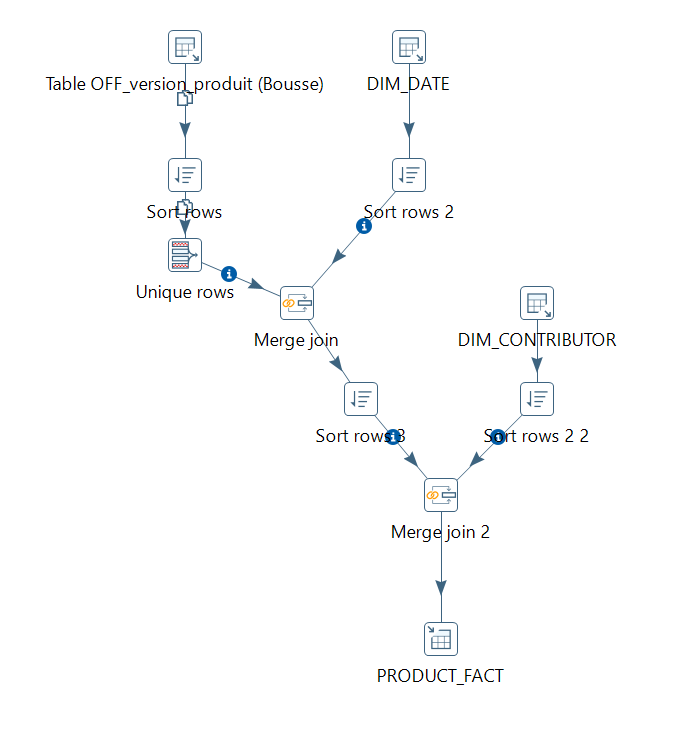 Table OFF_version_produit (Bousse)
DIM_DATE
Sort rows
Sort rows 2
Unique rows
Merge join
DIM_CONTRIBUTOR
Sort rows 3
Sort rows 2 2
Merge join 2
PRODUCT_FACT